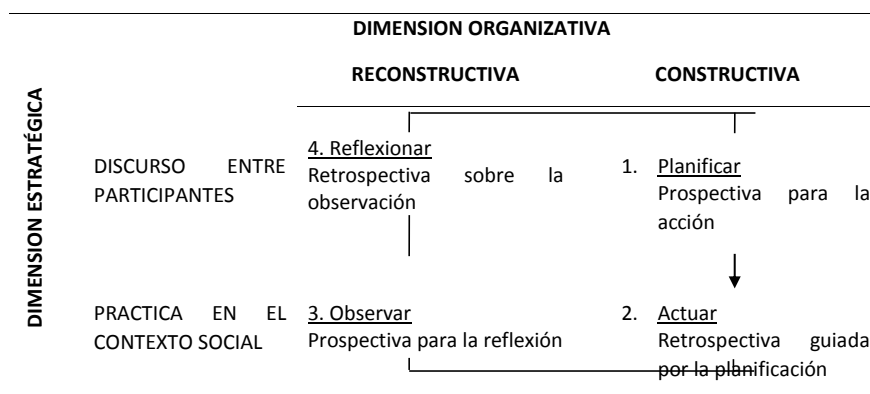 DIMENSION ORGANIZATIVA
RECONSTRUCTIVA CONSTRUCTIVA
DIMENSION ESTRATÉGICA
DISCURSO ENTRE
PARTICIPANTES
4. Reflexionar
Retrospectiva sobre la
observación
1. Planificar
Prospectiva para la
acción
PRACTICA EN EL
CONTEXTO SOCIAL
3. Observar
Prospectiva para la reflexión
2. Actuar
Retrospectiva guiada
por la planificación